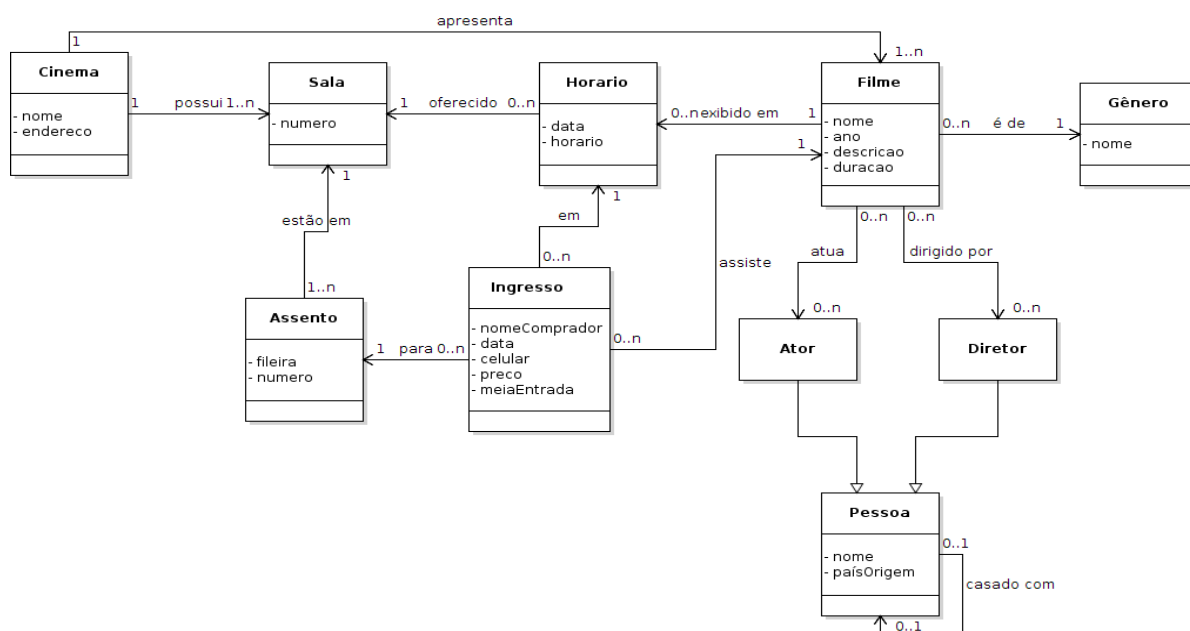 apresenta
1
1..n
Cinema
- nome
- endereco
1 possui 1..n
Sala
- numero
1 oferecido 0..n
Horario
- data
- horario
0..n exibido em 1
Filme
- nome
- ano
- descricao
- duracao
0..n é de 1
Gênero
- nome
1
estão em
1..n
1
em
0..n
1
assiste
0..n
0..n
atua
0..n
0..n
dirigido por
0..n
Assento
- fileira
- numero
1 para 0..n
Ingresso
- nomeComprador
- data
- celular
- preco
- meiaEntrada
Ator
Diretor
Pessoa
- nome
- paísOrigem
0..1
casado com
0..1